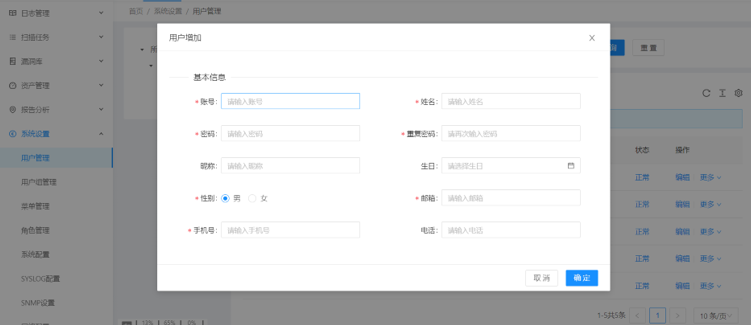 日志管理
扫描任务
漏洞库
资产管理
报告分析
系统设置
用户管理
用户组管理
菜单管理
角色管理
系统配置
SYSLOG配置
SNMP设置
首页 / 系统设置 / 用户管理
重置
用户增加
基本信息
* 账号: 请输入账号
* 姓名: 请输入姓名
* 密码: 请输入密码
* 重复密码: 请再次输入密码
昵称: 请输入昵称
生日: 请选择生日
* 性别: 男 女
* 邮箱: 请输入邮箱
* 手机号: 请输入手机号
电话: 请输入电话
取消 确定
状态 操作
正常 编辑 更多
正常 编辑 更多
正常 编辑 更多
正常 编辑 更多
正常 编辑 更多
1-5共5条 < 1 > 10 条/页